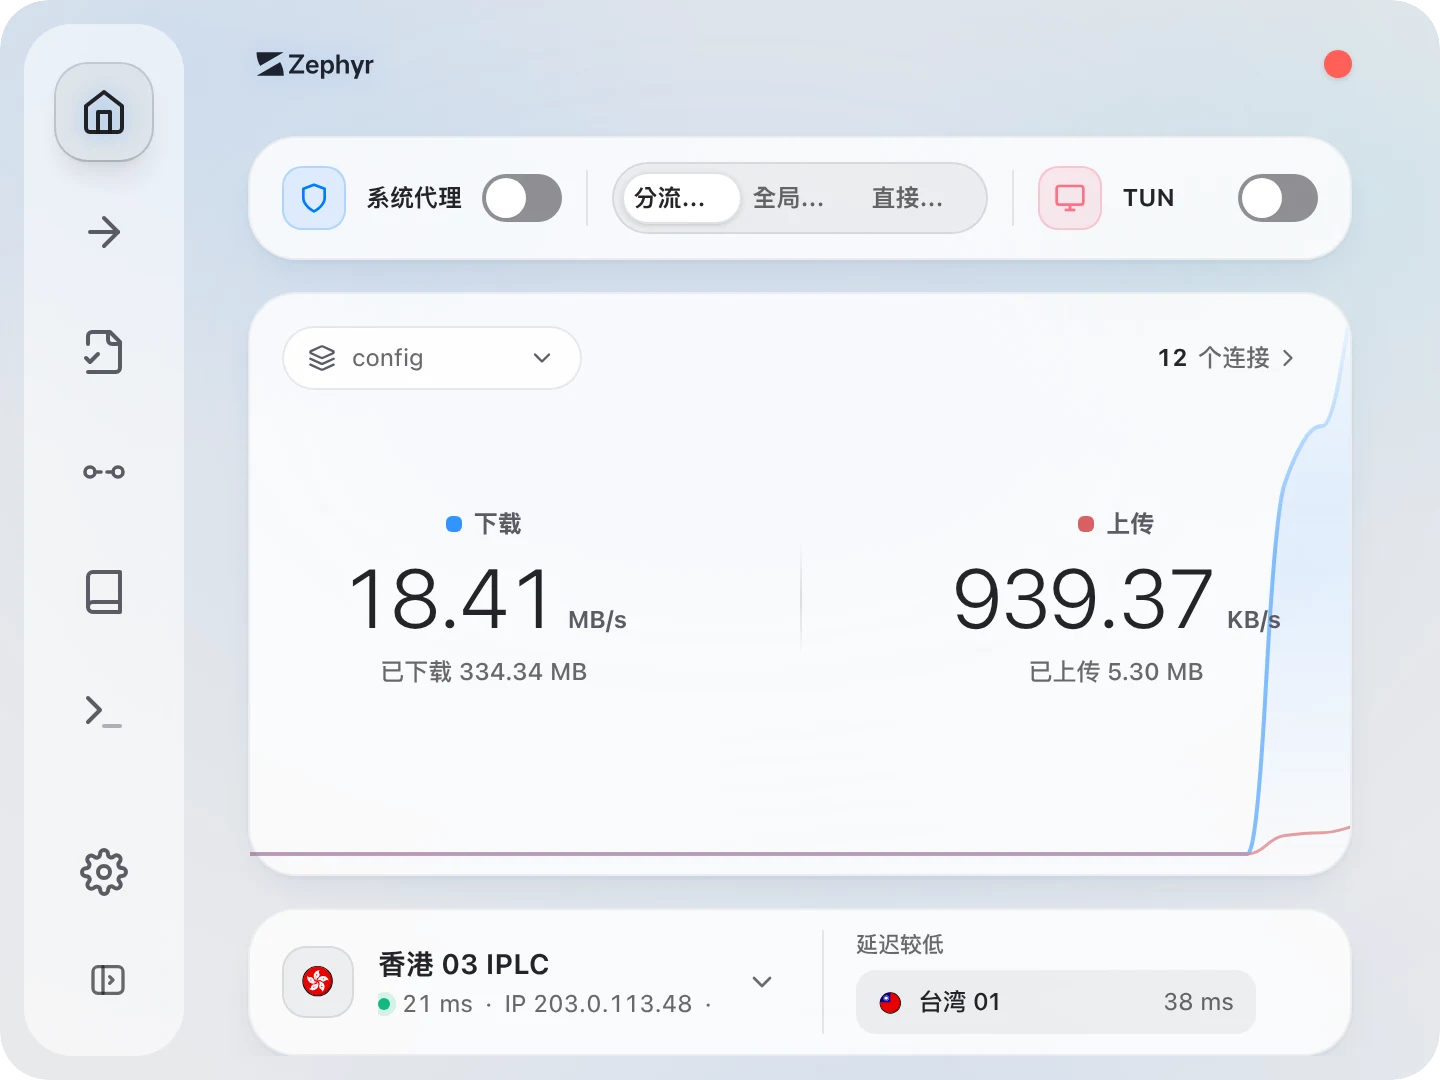 Zephyr
系统代理
分流...
全局...
直接...
TUN
config
12 个连接
下载
18.41 MB/s
已下载 334.34 MB
上传
939.37 KB/s
已上传 5.30 MB
香港 03 IPLC
21 ms · IP 203.0.113.48 ·
延迟较低
台湾 01
38 ms